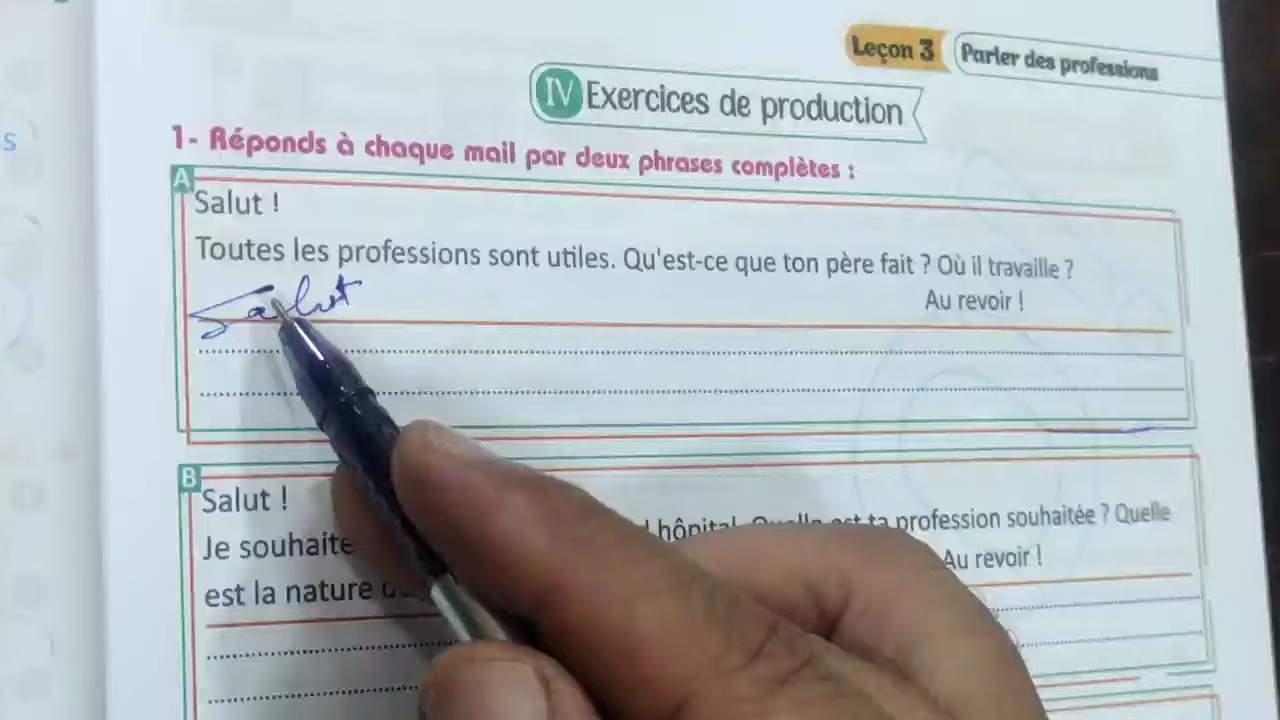 Leçon 3 Parler des professions
IV Exercices de production
1- Réponds à chaque mail par deux phrases complètes :
A
Salut !
Toutes les professions sont utiles. Qu'est-ce que ton père fait ? Où il travaille ?
Au revoir !
Salut
B
Salut !
Je souhaite hôpital. Quelle est ta profession souhaitée ? Quelle
est la nature
Au revoir !
s